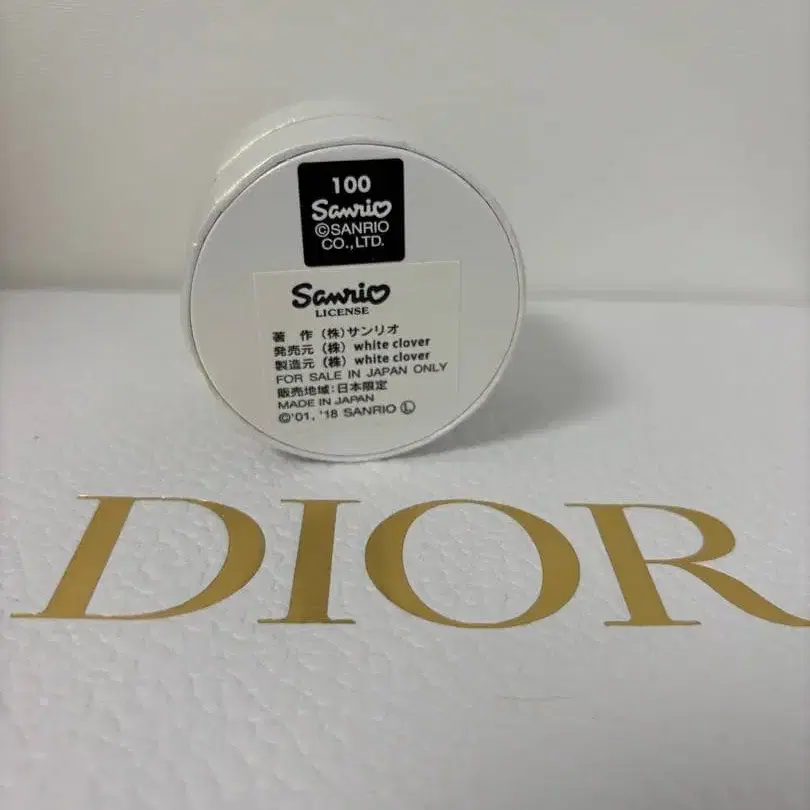 100
Sanrio
©SANRIO
CO.,LTD.
Sanrio
LICENSE
著 作 (株)サンリオ
発売元 (株) white clover
製造元 (株) white clover
FOR SALE IN JAPAN ONLY
販売地域:日本限定
MADE IN JAPAN
©'01, '18 SANRIO Ⓛ
DIOR